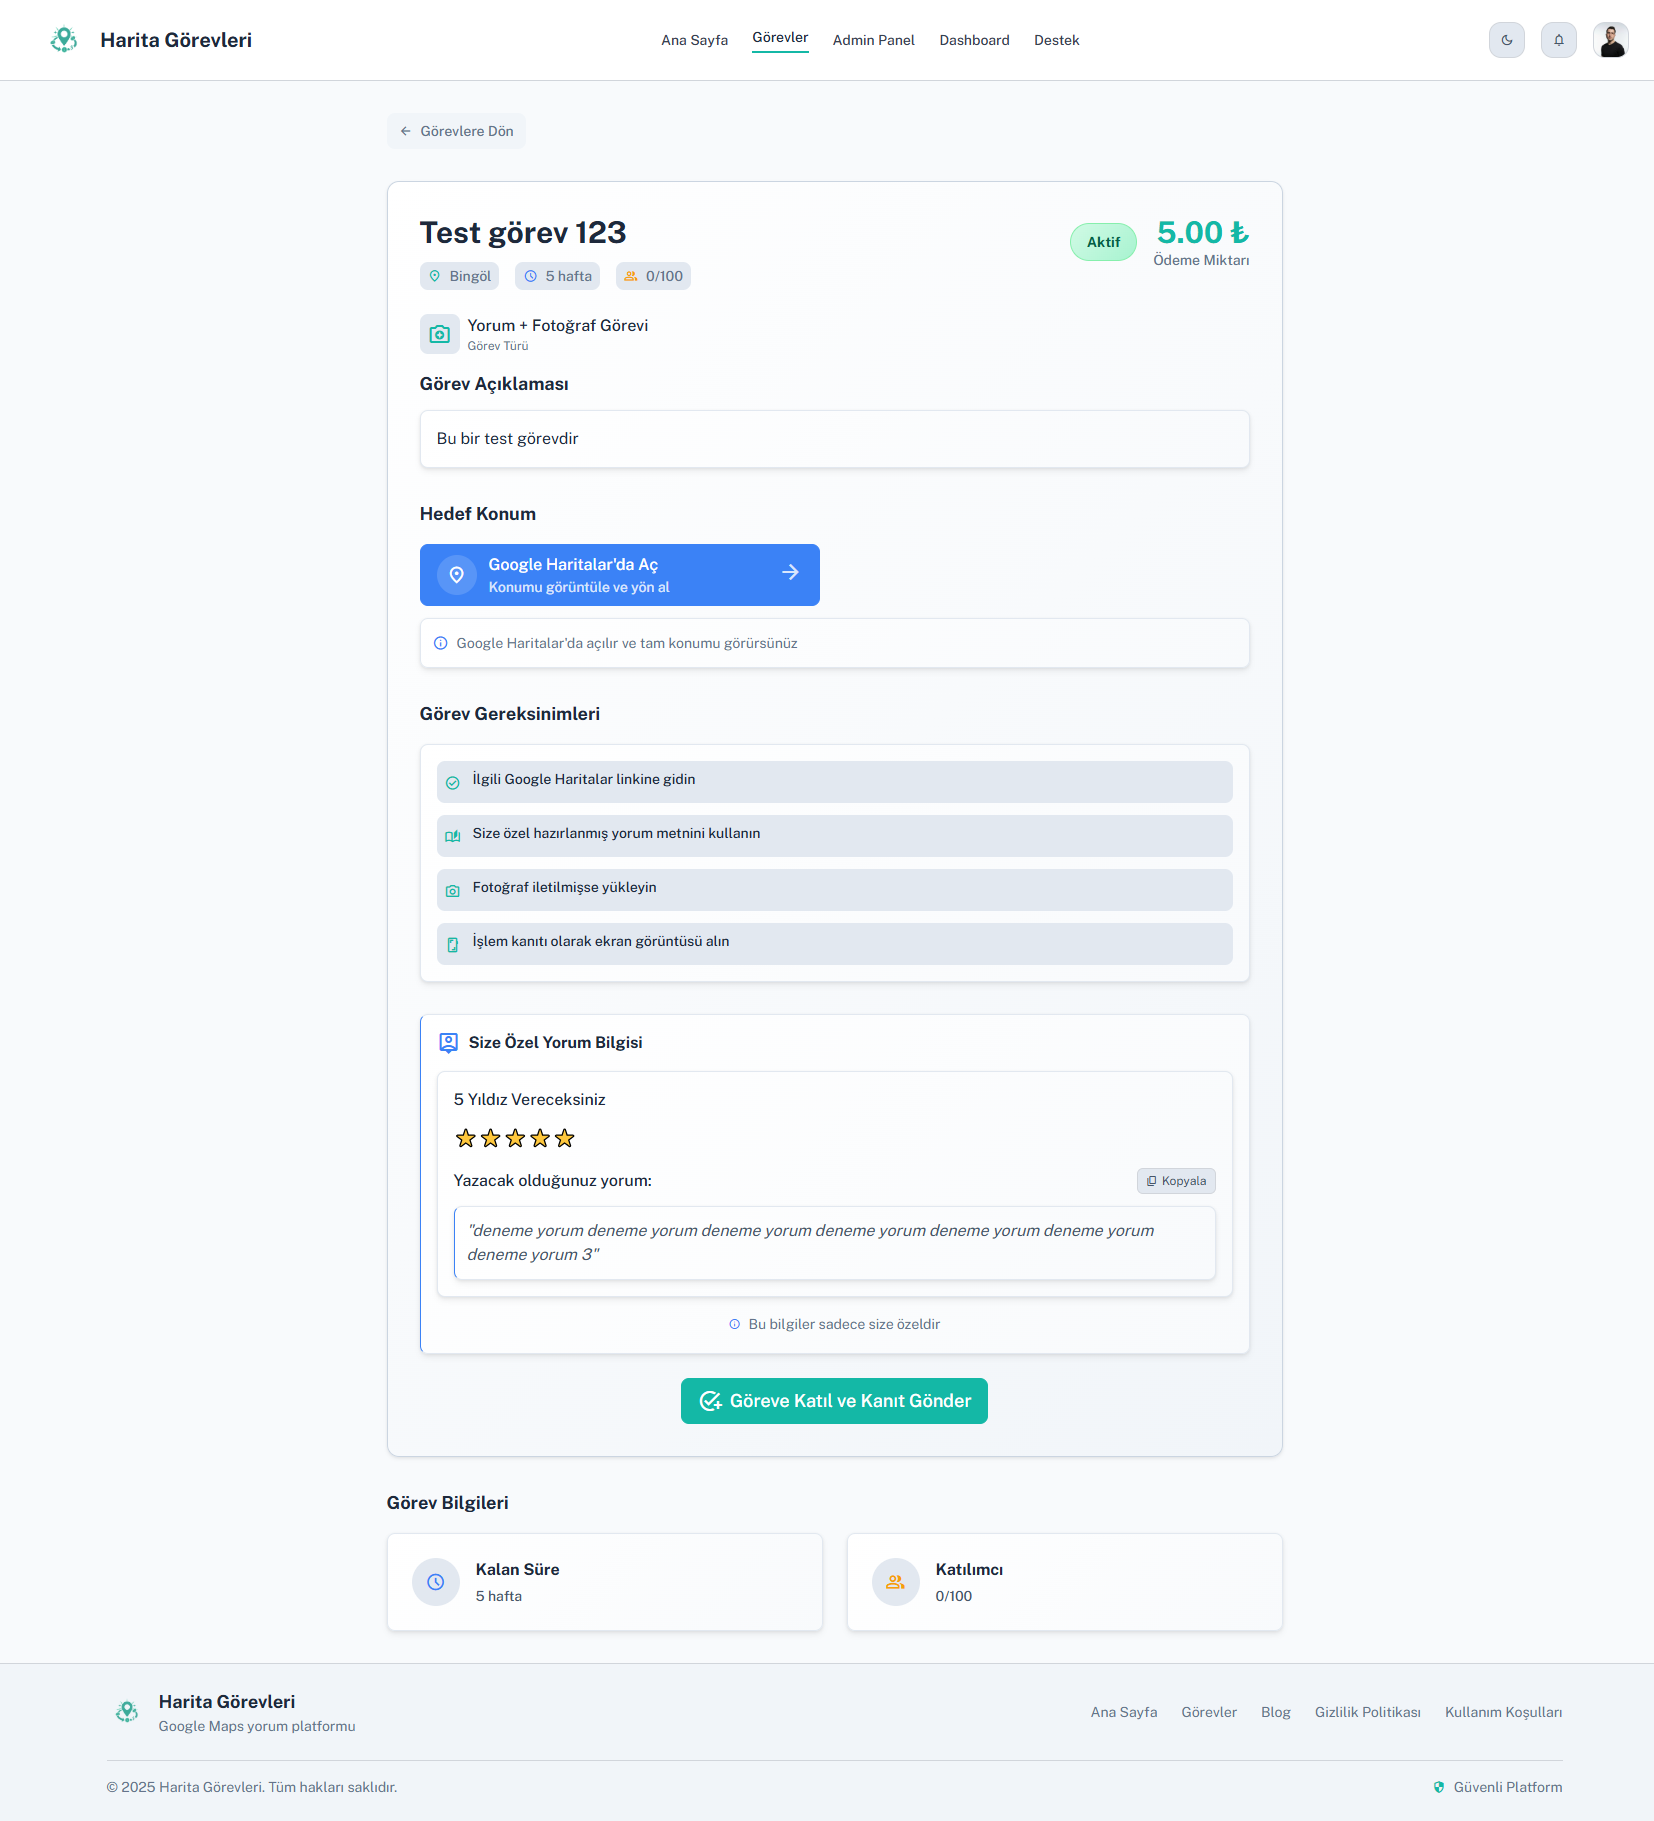 Harita Görevleri
Ana Sayfa
Görevler
Admin Panel
Dashboard
Destek
Görevlere Dön
Test görev 123
Aktif
5.00 ₺
Ödeme Miktarı
Bingöl
5 hafta
0/100
Yorum + Fotoğraf Görevi
Görev Türü
Görev Açıklaması
Bu bir test görevdir
Hedef Konum
Google Haritalar'da Aç
Konumu görüntüle ve yön al
Google Haritalar'da açılır ve tam konumu görürsünüz
Görev Gereksinimleri
İlgili Google Haritalar linkine gidin
Size özel hazırlanmış yorum metnini kullanın
Fotoğraf iletilmişse yükleyin
İşlem kanıtı olarak ekran görüntüsü alın
Size Özel Yorum Bilgisi
5 Yıldız Vereceksiniz
Yazacak olduğunuz yorum:
Kopyala
"deneme yorum deneme yorum deneme yorum deneme yorum deneme yorum deneme yorum
deneme yorum 3"
Bu bilgiler sadece size özeldir
Göreve Katıl ve Kanıt Gönder
Görev Bilgileri
Kalan Süre
5 hafta
Katılımcı
0/100
Harita Görevleri
Google Maps yorum platformu
Ana Sayfa
Görevler
Blog
Gizlilik Politikası
Kullanım Koşulları
© 2025 Harita Görevleri. Tüm hakları saklıdır.
Güvenli Platform